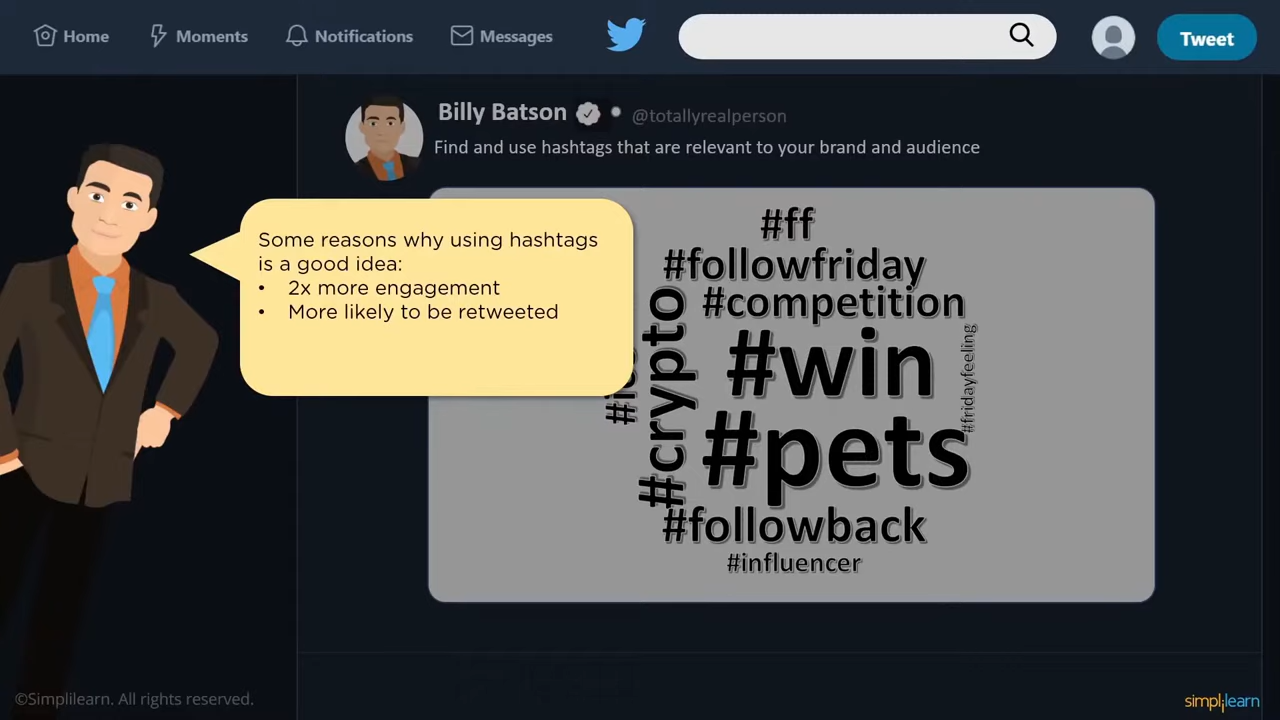 Home
Moments
Notifications
Messages
Tweet
Billy Batson
@totallyrealperson
Find and use hashtags that are relevant to your brand and audience
Some reasons why using hashtags
is a good idea:
• 2x more engagement
• More likely to be retweeted
#ff
#followfriday
#competition
#crypto
#win
#fridayfeeling
#pets
#followback
#influencer
©Simplilearn. All rights reserved.
simplilearn